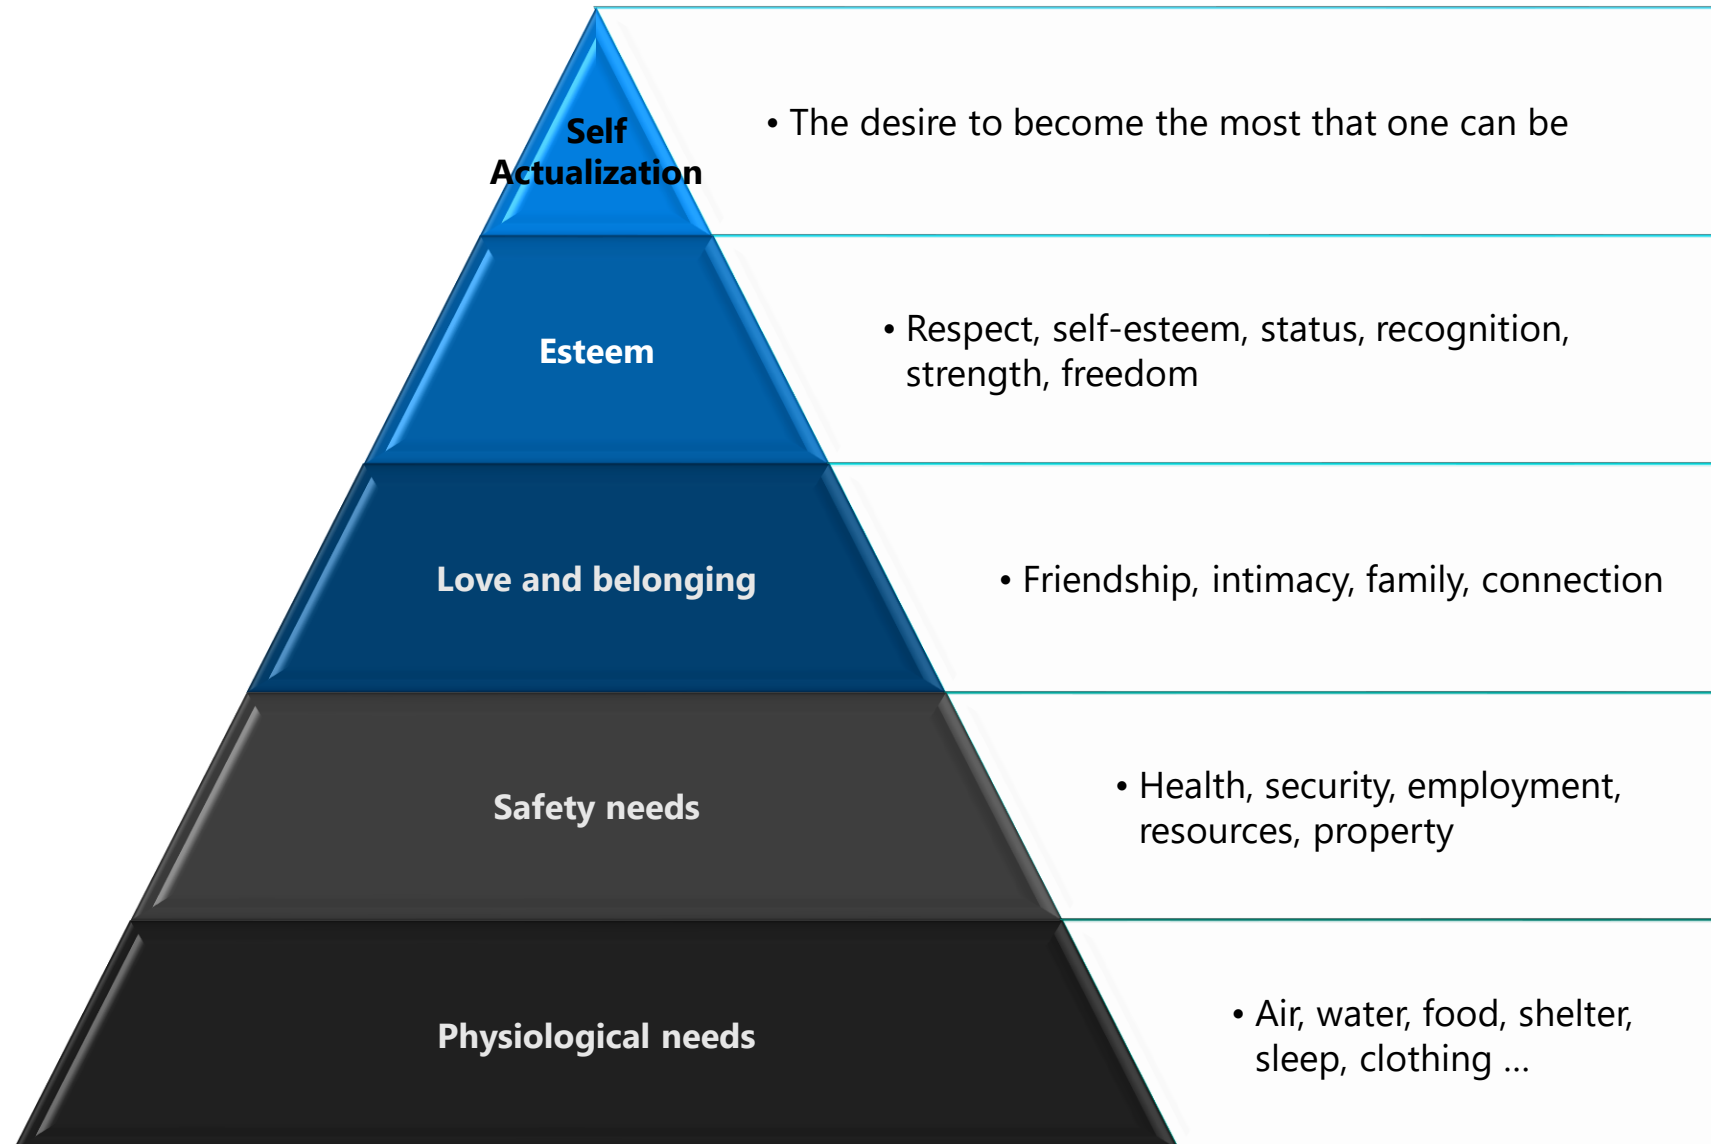 Self
Actualization
• The desire to become the most that one can be
Esteem
• Respect, self-esteem, status, recognition,
strength, freedom
Love and belonging
• Friendship, intimacy, family, connection
Safety needs
• Health, security, employment,
resources, property
Physiological needs
• Air, water, food, shelter,
sleep, clothing ...